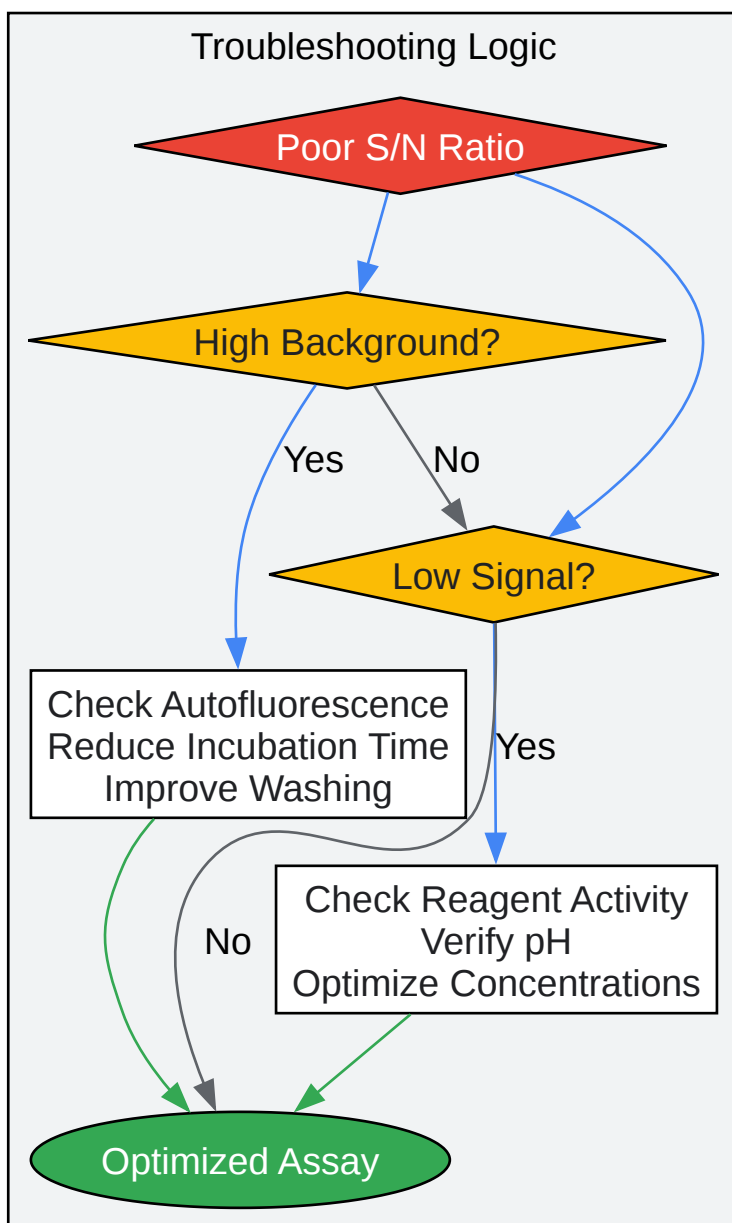 Troubleshooting Logic
Poor S/N Ratio
High Background?
Yes
No
Low Signal?
Check Autofluorescence
Reduce Incubation Time
Improve Washing
Yes
Check Reagent Activity
Verify pH
Optimize Concentrations
No
Optimized Assay